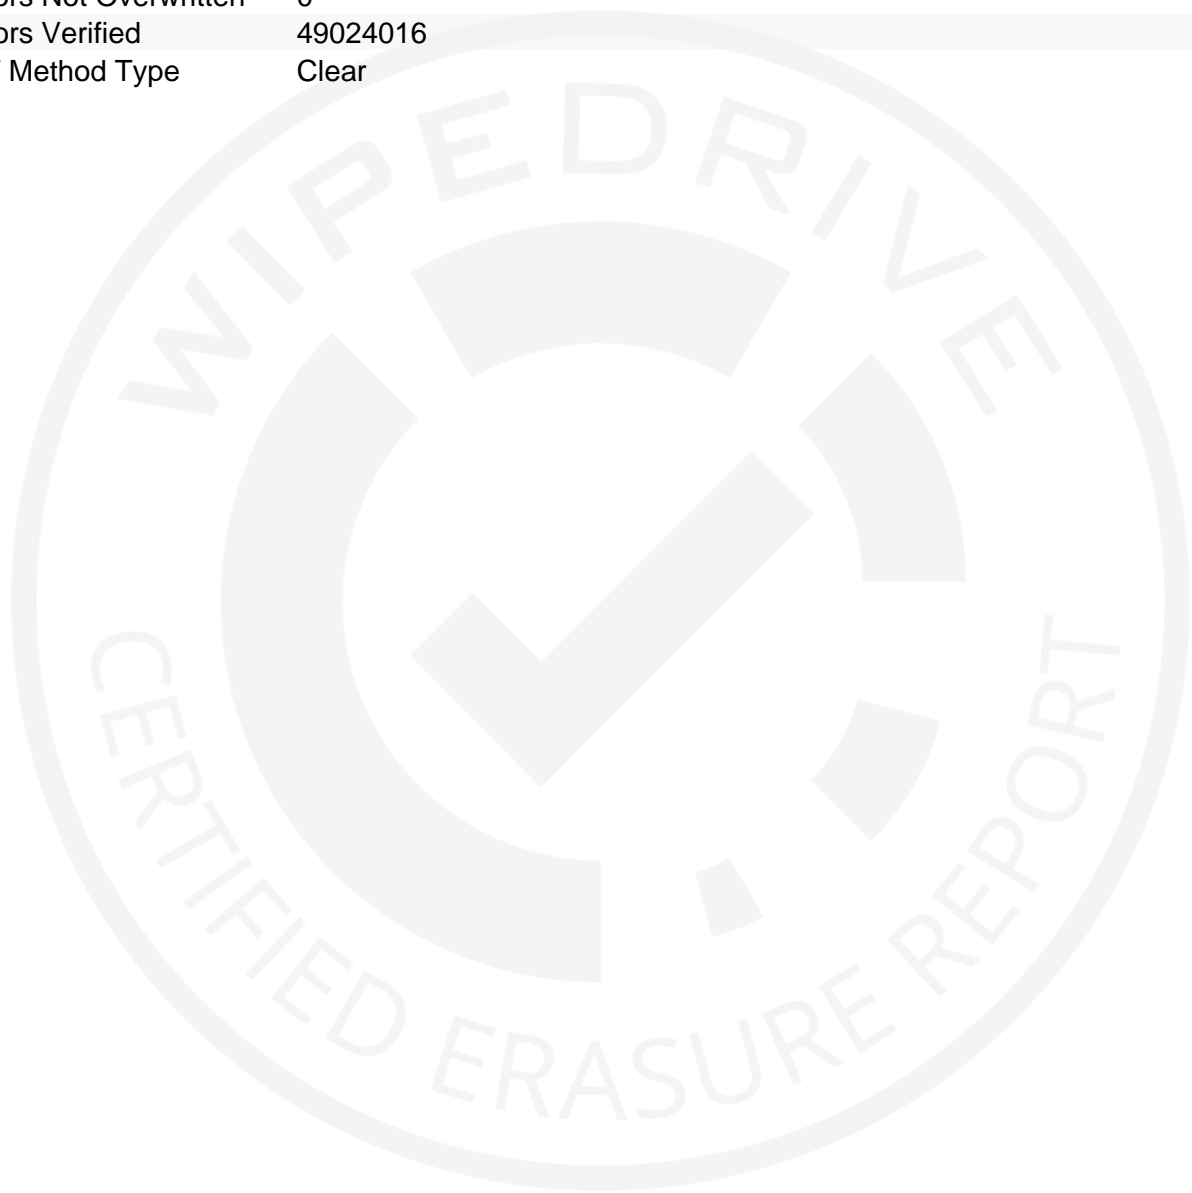 ors Not Overwritten 0
ors Verified 49024016
Method Type Clear
WIPEDRIVE
CERTIFIED ERASURE REPORT